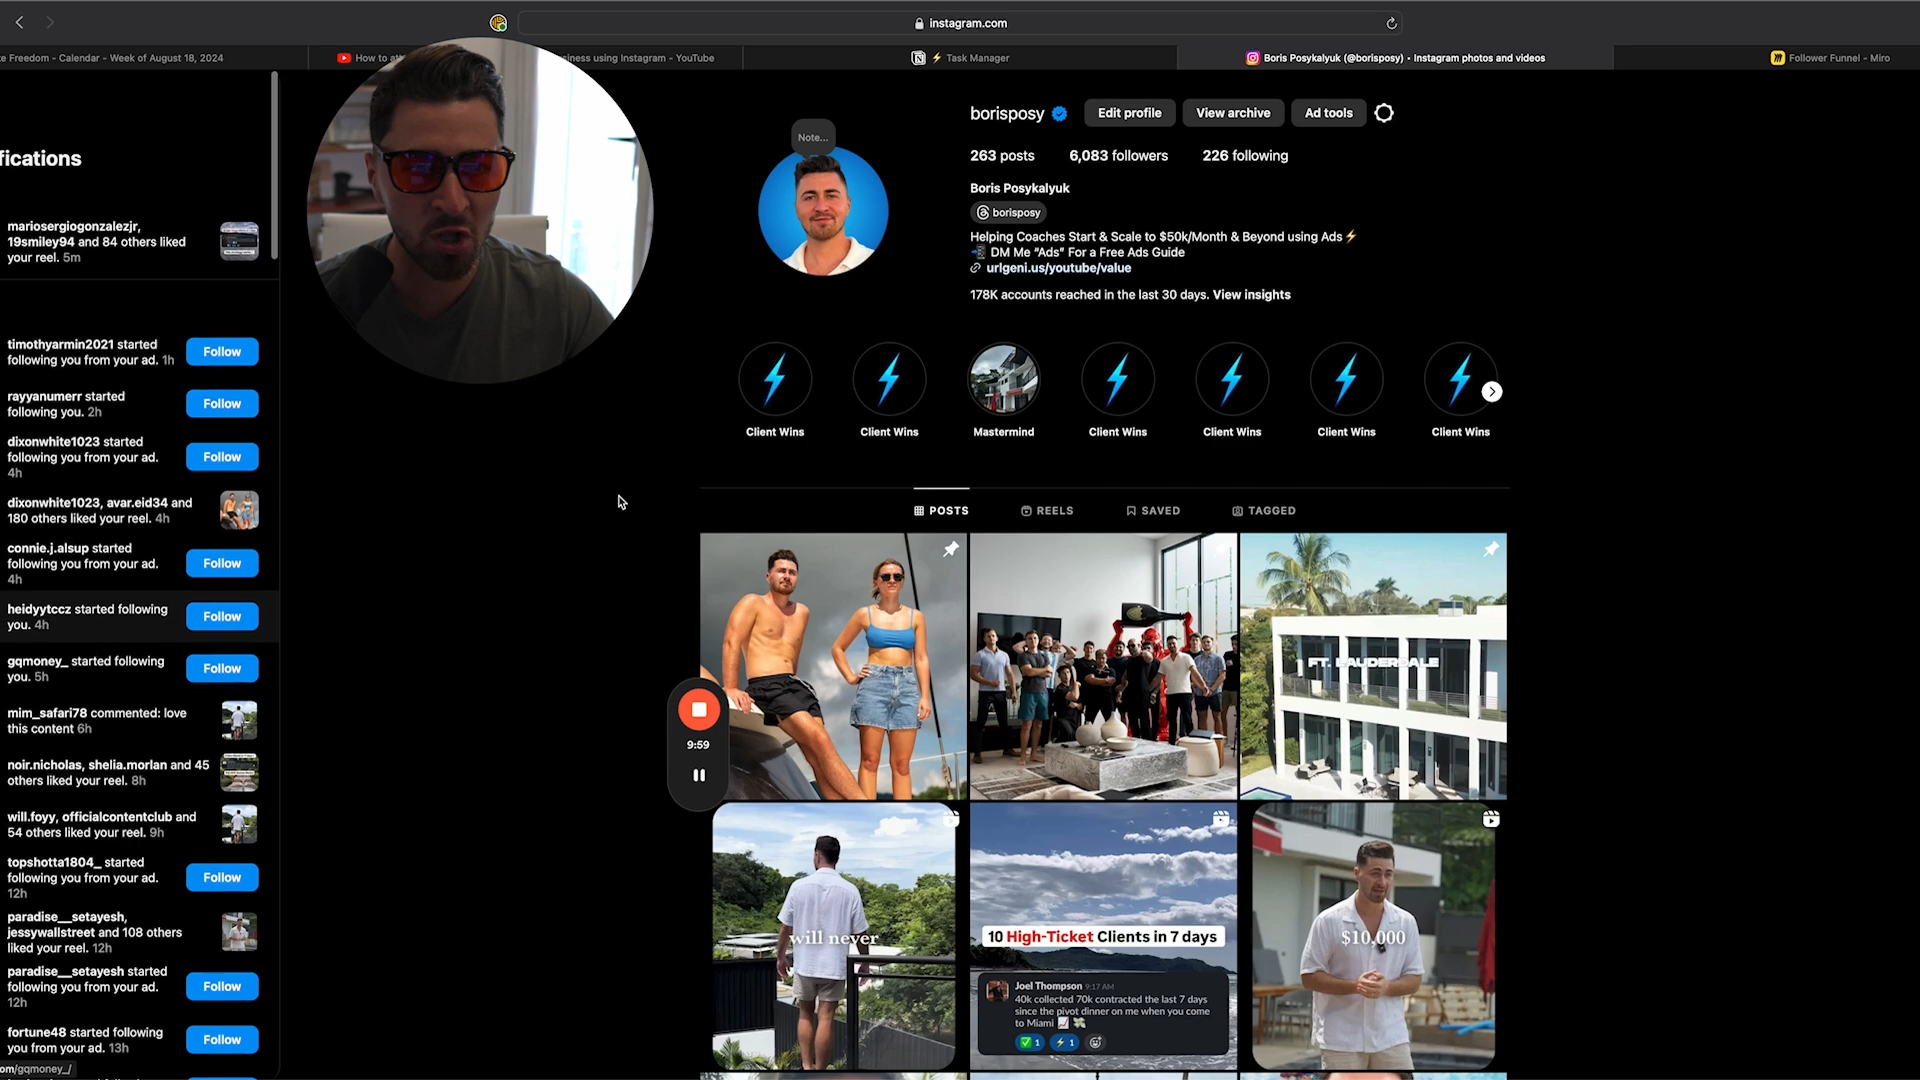 instagram.com
e Freedom - Calendar - Week of August 18, 2024
How to at
siness using Instagram - YouTube
⚡ Task Manager
Boris Posykalyuk (@borisposy) • Instagram photos and videos
Follower Funnel - Miro
fications
mariosergiogonzalezjr,
19smiley94 and 84 others liked
your reel. 5m
timothyarmin2021 started
following you from your ad. 1h
Follow
rayyanumerr started
following you. 2h
Follow
dixonwhite1023 started
following you from your ad.
4h
Follow
dixonwhite1023, avar.eid34 and
180 others liked your reel. 4h
connie.j.alsup started
following you from your ad.
4h
Follow
heidyytccz started following
you. 4h
Follow
gqmoney_ started following
you. 5h
Follow
mim_safari78 commented: love
this content 6h
noir.nicholas, shelia.morlan and 45
others liked your reel. 8h
will.foyy, officialcontentclub and
54 others liked your reel. 9h
topshotta1804_ started
following you from your ad.
12h
Follow
paradise__setayesh,
jessywallstreet and 108 others
liked your reel. 12h
paradise__setayesh started
following you from your ad.
12h
Follow
fortune48 started following
you from your ad. 13h
Follow
om/gqmoney_/
Note...
borisposy
Edit profile
View archive
Ad tools
263 posts
6,083 followers
226 following
Boris Posykalyuk
borisposy
Helping Coaches Start & Scale to $50k/Month & Beyond using Ads⚡
📲 DM Me “Ads” For a Free Ads Guide
urlgeni.us/youtube/value
178K accounts reached in the last 30 days. View insights
Client Wins
Client Wins
Mastermind
Client Wins
Client Wins
Client Wins
Client Wins
POSTS
REELS
SAVED
TAGGED
FT. LAUDERDALE
9:59
will never
10 High-Ticket Clients in 7 days
Joel Thompson 9:17 AM
40k collected 70k contracted the last 7 days
since the pivot dinner on me when you come
to Miami 📈 💸
✅ 1
⚡ 1
$10,000